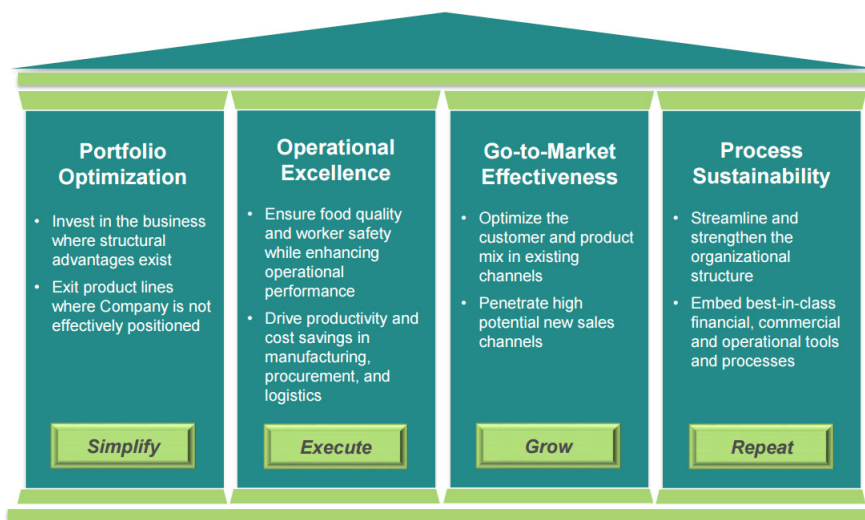 Portfolio
Optimization
• Invest in the business
where structural
advantages exist
• Exit product lines
where Company is not
effectively positioned
Simplify
Operational
Excellence
• Ensure food quality
and worker safety
while enhancing
operational
performance
• Drive productivity and
cost savings in
manufacturing,
procurement, and
logistics
Execute
Go-to-Market
Effectiveness
• Optimize the
customer and product
mix in existing
channels
• Penetrate high
potential new sales
channels
Grow
Process
Sustainability
• Streamline and
strengthen the
organizational
structure
• Embed best-in-class
financial, commercial
and operational tools
and processes
Repeat